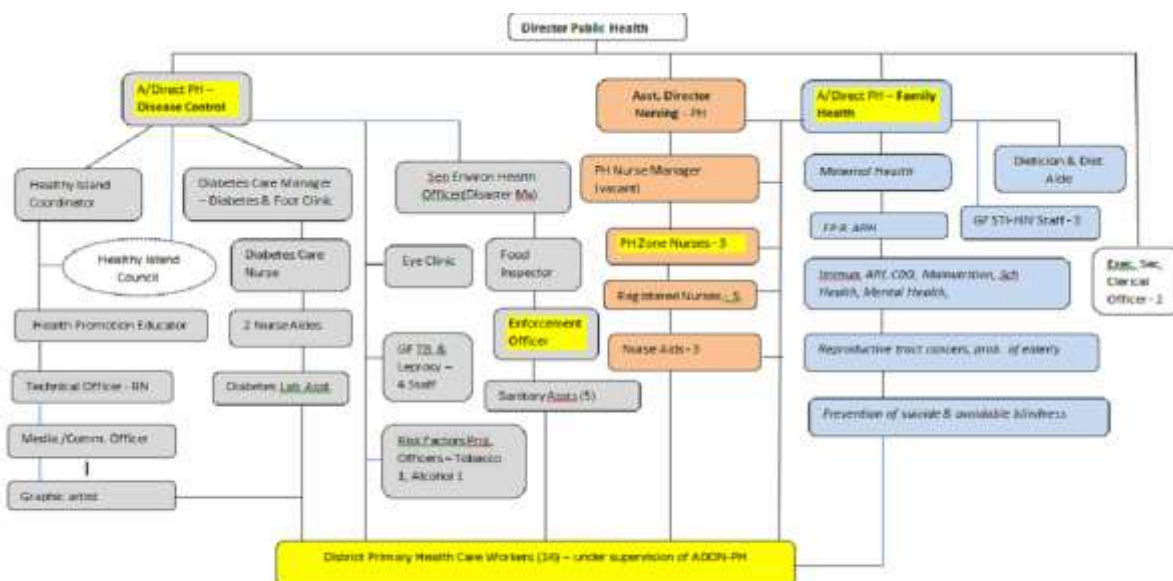 Director Public Health
A/Direct PH –
Disease Control
Asst. Director
Nursing - PH
A/Direct PH – Family
Health
Healthy Island
Coordinator
Diabetes Care Manager
– Diabetes & Foot Clinic
Sen Environ Health
Officer(Disaster Ma)
PH Nurse Manager
(vacant)
Maternal Health
Dietician & Diet
Aide
Healthy Island
Council
Diabetes Care
Nurse
Eye Clinic
Food
Inspector
PH Zone Nurses - 3
GF STI-HIV Staff - 3
Immun, ARI, CDD, Malnutrition, Sch
Health, Mental Health,
Exec. Sec,
Clerical
Officer - 2
Health Promotion Educator
2 Nurse Aides
Enforcement
Officer
Registered Nurses - 5
GF TB &
Leprosy –
4 Staff
Nurse Aids - 3
Reproductive tract cancers, prob. of elderly
Technical Officer - RN
Diabetes Lab Asst
Sanitary Assts (5)
Prevention of suicide & avoidable blindness
Media /Comm. Officer
Risk Factors
Officers – Tobacco
1, Alcohol 1
Graphic artist
District Primary Health Care Workers – under supervision of ADON-PH